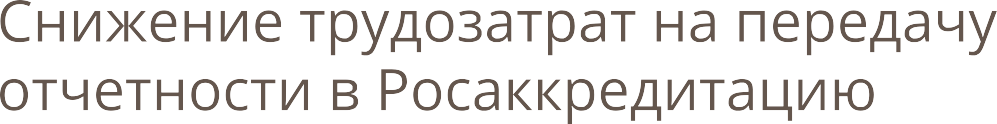 Снижение трудозатрат на передачу
отчетности в Росаккредитацию